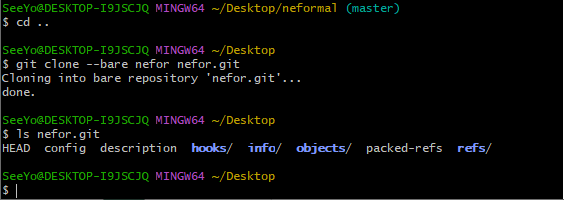 SeeYo@DESKTOP-I9JSCJQ MINGW64 ~/Desktop/neformal (master)
$ cd ..
SeeYo@DESKTOP-I9JSCJQ MINGW64 ~/Desktop
$ git clone --bare nefor nefor.git
Cloning into bare repository 'nefor.git'...
done.
SeeYo@DESKTOP-I9JSCJQ MINGW64 ~/Desktop
$ ls nefor.git
HEAD config description hooks/ info/ objects/ packed-refs refs/
SeeYo@DESKTOP-I9JSCJQ MINGW64 ~/Desktop
$